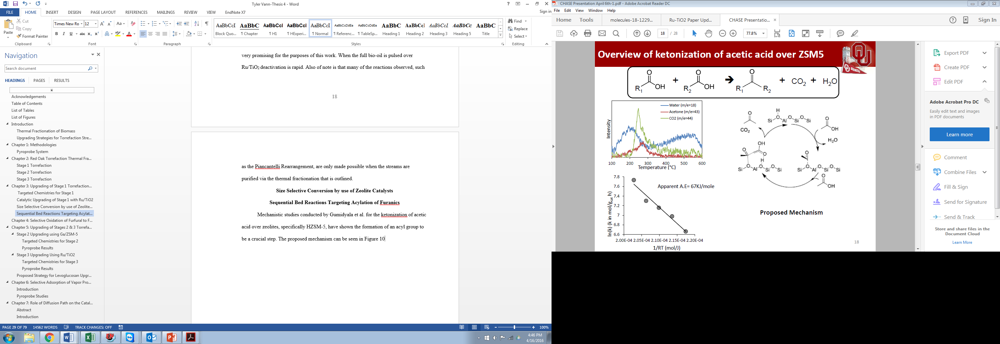 Tyler Vann-Thesis 4 - Word
FILE HOME INSERT DESIGN PAGE LAYOUT REFERENCES MAILINGS REVIEW VIEW EndNote X7 Sign in
Paste
Cut
Copy
Format Painter
Clipboard
Times New Ro 12
Font
Paragraph
AaBbCcI AaBbC AaBbCcI AaBbCcI AaBbCcI AaBbCcDdEe AaBbCcDdEe AaBbC AaBbCcI AaBbCcL AaBbCc AaBbC
Block Quo... ¶ Chapter ¶ H1 ¶ HExperi... ¶ Normal ¶ Referenc... ¶ TableSp... Heading 1 Heading 2 Heading 3 Heading 5 Title
Styles
Find
Replace
Select
Editing
Navigation
Search document
HEADINGS PAGES RESULTS
Acknowledgements
Table of Contents
List of Tables
List of Figures
Introduction
Thermal Fractionation of Biomass
Upgrading Strategies for Torrefaction Stre...
Chapter 1: Methodologies
Pyroprobe System
Chapter 2: Red Oak Torrefaction Thermal Fra...
Stage 1 Torrefaction
Stage 2 Torrefaction
Stage 3 Torrefaction
Chapter 3: Upgrading of Stage 1 Torrefaction...
Targeted Chemistries for Stage 1
Catalytic Upgrading of Stage 1 with Ru/TiO2
Size Selective Conversion by use of Zeolite...
Sequential Bed Reactions Targeting Acylat...
Chapter 4: Selective Oxidation of Furfural to F...
Chapter 5: Upgrading of Stages 2 & 3 Torrefa...
Stage 2 Upgrading using Ga/ZSM-5
Targeted Chemistries for Stage 2
Pyroprobe Results
Stage 3 Upgrading Using Ru/TiO2
Targeted Chemistries for Stage 3
Pyroprobe Results
Proposed Strategy for Levoglucosan Upgr...
Chapter 6: Selective Adsorption of Vapor Pro...
Introduction
Pyroprobe Studies
Chapter 7: Role of Diffusion Path on the Catal...
Abstract
Introduction
very promising for the purposes of this work. When the full bio-oil is pulsed over
Ru/TiO2 deactivation is rapid. Also of note is that many of the reactions observed, such
18
as the Piancantelli Rearrangement, are only made possible when the streams are
purified via the thermal fractionation that is outlined.
Size Selective Conversion by use of Zeolite Catalysts
Sequential Bed Reactions Targeting Acylation of Furanics
Mechanistic studies conducted by Gumidyala et al. for the ketonization of acetic
acid over zeolites, specifically HZSM-5, have shown the formation of an acyl group to
be a crucial step. The proposed mechanism can be seen in Figure 10
PAGE 29 OF 79 14562 WORDS TRACK CHANGES: OFF 100%
4:46 PM
4/16/2016
CHASE Presentation April 6th-1.pdf - Adobe Acrobat Reader DC
File Edit View Window Help
Home Tools molecules-18-1229... Ru-TiO2 Paper Upd... CHASE Presentatio... × Sign In
18 / 28 77.8%
Overview of ketonization of acetic acid over ZSM5
O O O
R1 OH + R2 OH ➔ R1 R2 + CO2 + H2O
Water (m/e=18)
Acetone (m/e=43)
CO2 (m/e=44)
Intensity
100 200 300 400 500 600
Temperature (°C)
7.8
7.6
7.4
7.2
7
6.8
6.6
Apparent A.E= 67KJ/mole
ln(k) (k in mol/gcat h)
2.00E-04 2.05E-04 2.10E-04 2.15E-04 2.20E-04
1/RT (mol/J)
O
CO2
H
Si O Al O Si O Si
O
OH
H2O
OH
O O
H
Si O Al O Si O Si
O
Si O Al O Si O Si
O
OH
Proposed Mechanism
18
Export PDF
Create PDF
Edit PDF
Adobe Acrobat Pro DC
Easily edit text and images
in PDF documents
Learn more
Comment
Combine Files
Fill & Sign
Send for Signature
Send & Track
Store and share files in the
Document Cloud
Learn More